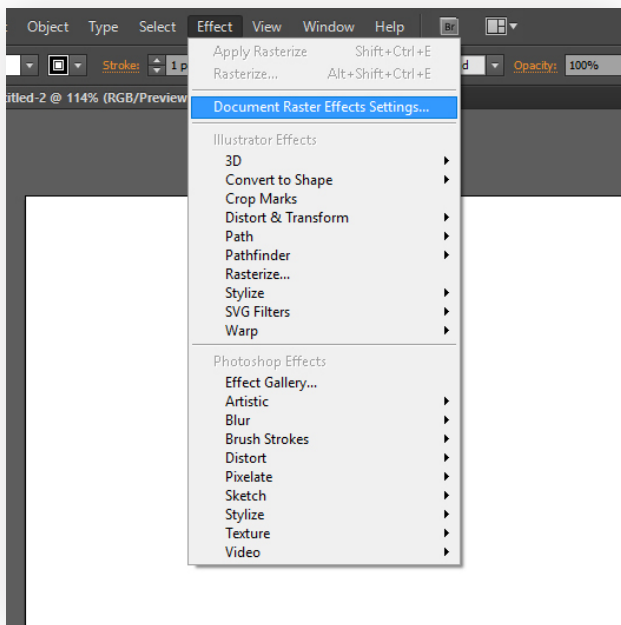 Object Type Select Effect View Window Help Br
Stroke: 1 p d Opacity: 100%
itled-2 @ 114% (RGB/Preview
Apply Rasterize Shift+Ctrl+E
Rasterize... Alt+Shift+Ctrl+E
Document Raster Effects Settings...
Illustrator Effects
3D
Convert to Shape
Crop Marks
Distort & Transform
Path
Pathfinder
Rasterize...
Stylize
SVG Filters
Warp
Photoshop Effects
Effect Gallery...
Artistic
Blur
Brush Strokes
Distort
Pixelate
Sketch
Stylize
Texture
Video